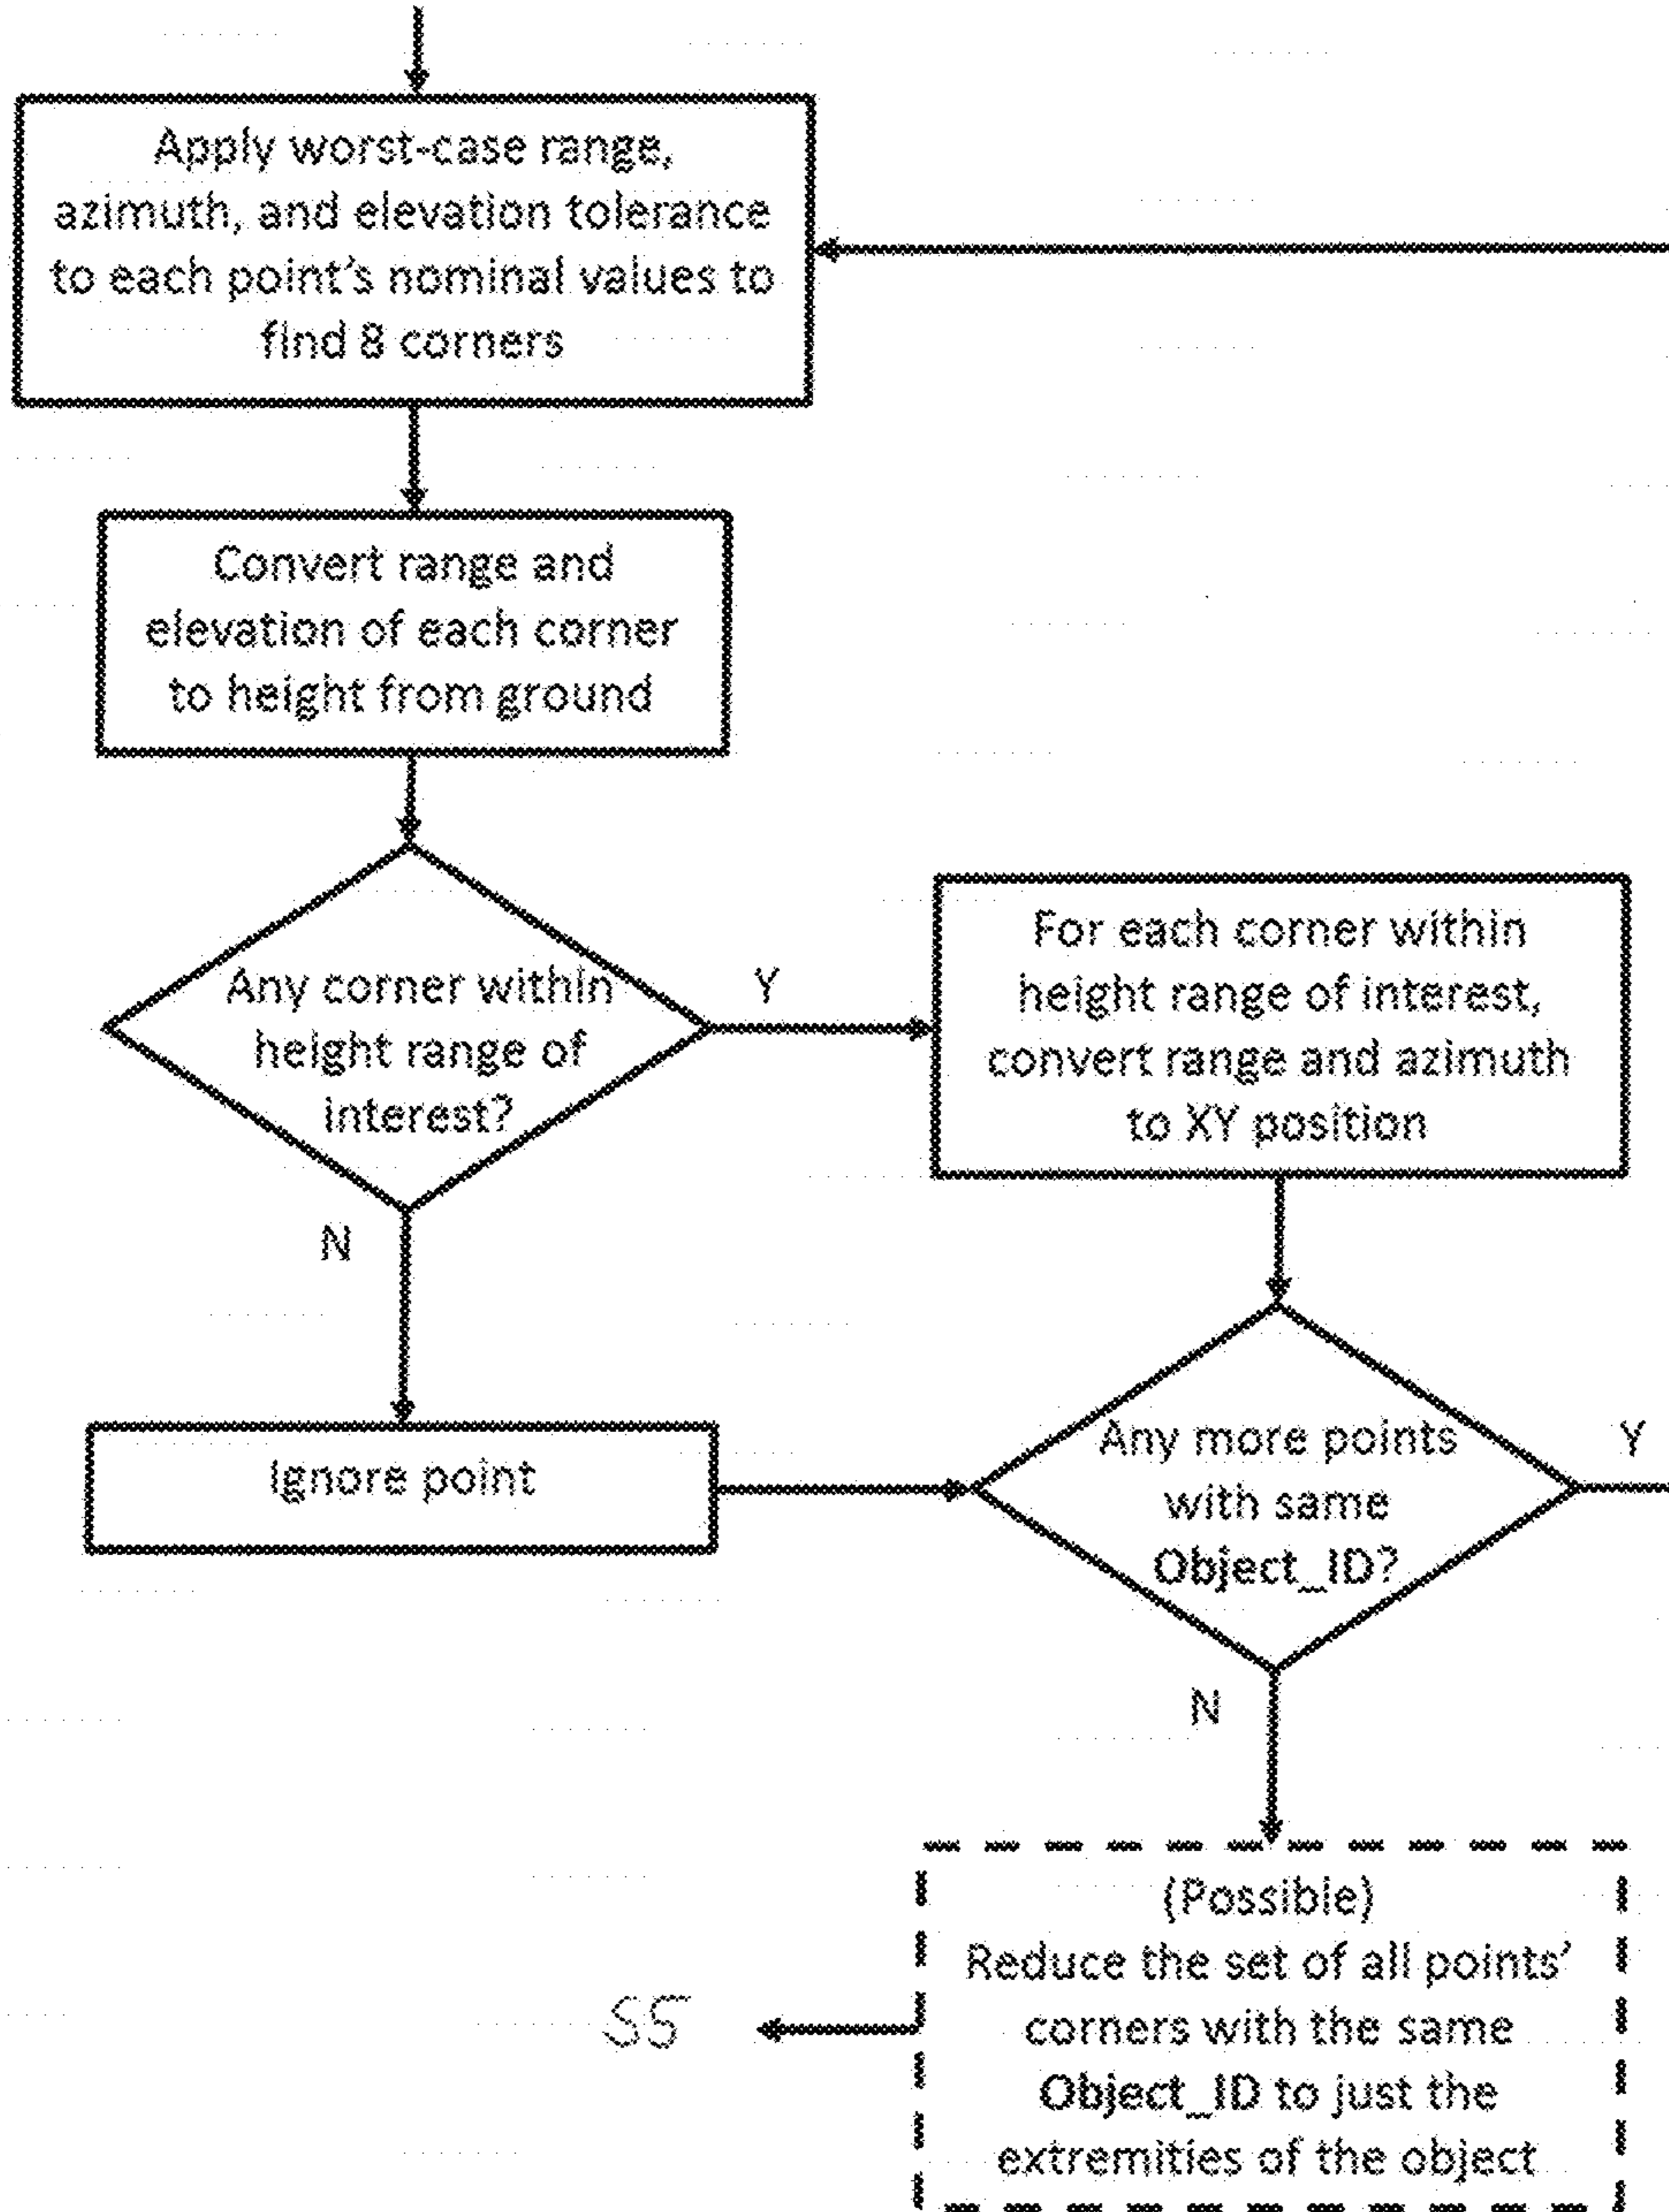 Apply worst-case range,
azimuth, and elevation tolerance
to each point's nominal values to
find 8 corners
Convert range and
elevation of each corner
to height from ground
Any corner within
height range of
interest?
Y
N
For each corner within
height range of interest,
convert range and azimuth
to XY position
Ignore point
Any more points
with same
Object_ID?
Y
N
(Possible)
Reduce the set of all points'
corners with the same
Object_ID to just the
extremities of the object
S5